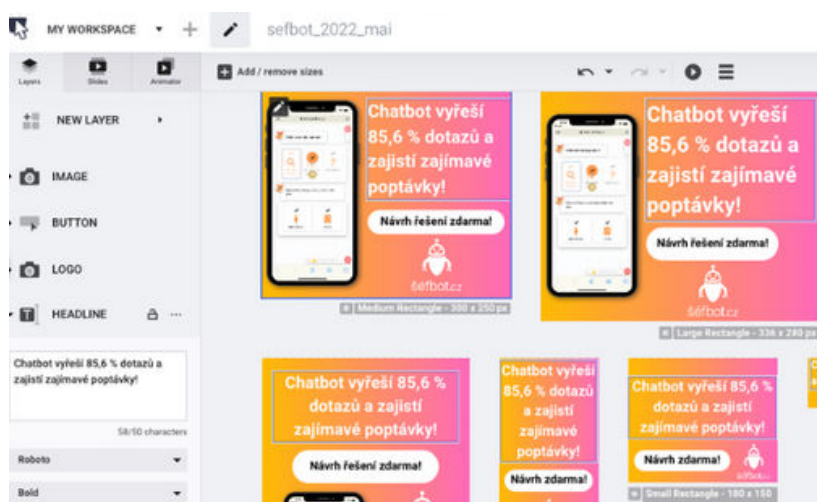 MY WORKSPACE
sefbot_2022_mai
Layers
Slides
Animator
Add / remove sizes
NEW LAYER
IMAGE
BUTTON
LOGO
HEADLINE
Chatbot vyřeší 85,6 % dotazů a
zajistí zajímavé poptávky!
58/50 characters
Roboto
Bold
Chatbot vyřeší
85,6 % dotazů a
zajistí zajímavé
poptávky!
Návrh řešení zdarma!
šéfbot.cz
Medium Rectangle - 300 x 250 px
Chatbot vyřeší
85,6 % dotazů a
zajistí zajímavé
poptávky!
Návrh řešení zdarma!
šéfbot.cz
Large Rectangle - 336 x 280 px
Chatbot vyřeší 85,6 %
dotazů a zajistí
zajímavé poptávky!
Návrh řešení zdarma!
Chatbot vyřeší
85,6 % dotazů
a zajistí
zajímavé
poptávky!
Návrh zdarma!
Chatbot vyřeší 85,6 %
dotazů a zajistí
zajímavé poptávky!
Návrh zdarma!
šéfbot.cz
Small Rectangle - 180 x 150